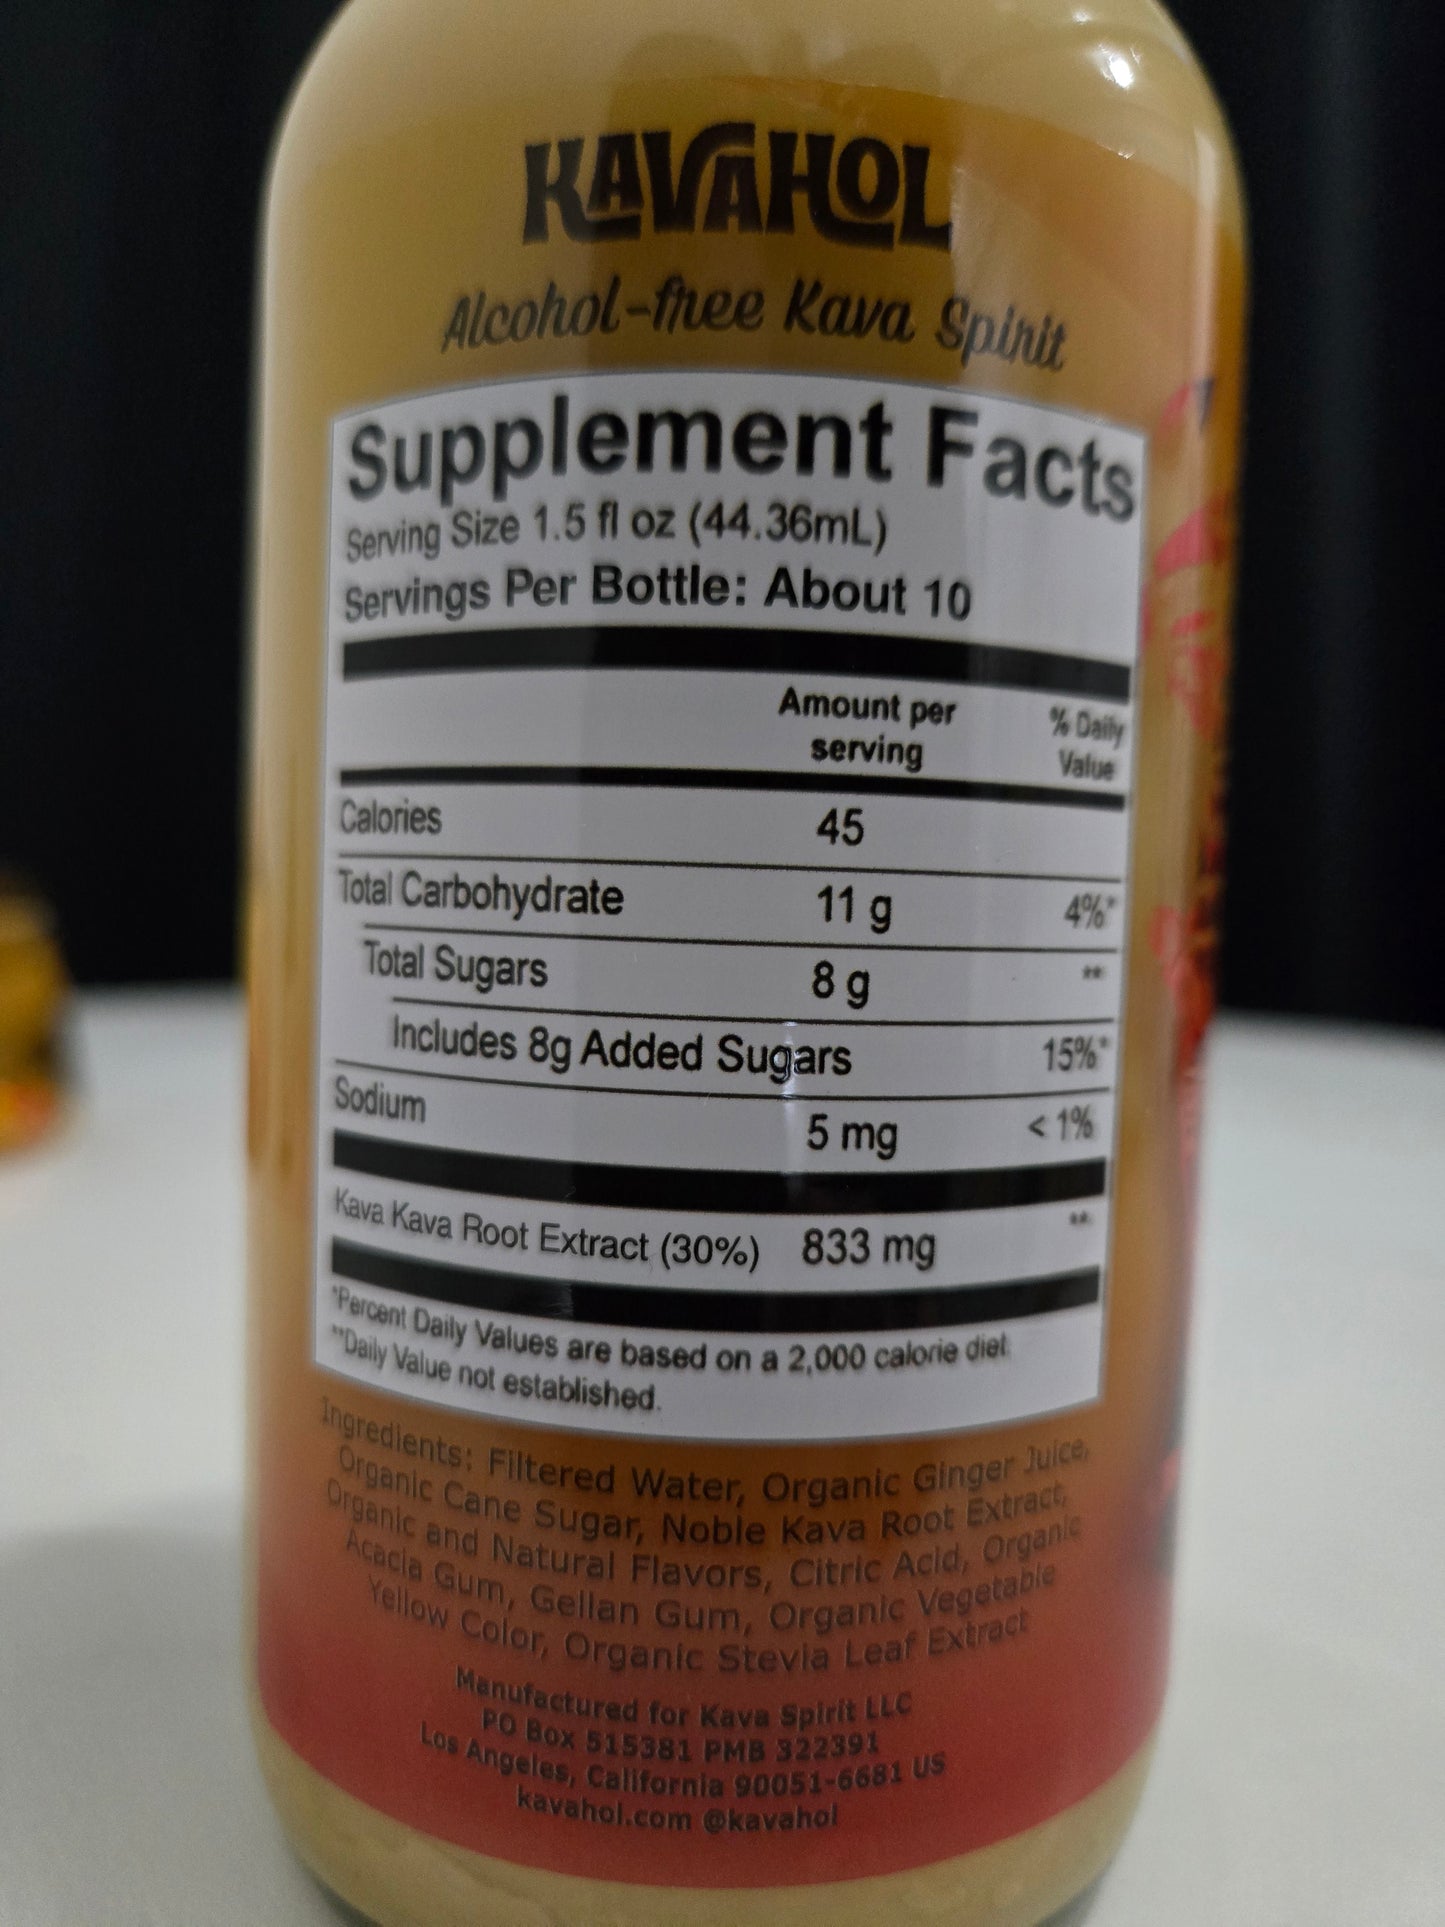 KAVAHOL
Alcohol-free Kava Spirit
Supplement Facts
Serving Size 1.5 fl oz (44.36mL)
Servings Per Bottle: About 10
Amount per serving % Daily Value
Calories 45
Total Carbohydrate 11 g 4%*
Total Sugars 8 g **
Includes 8g Added Sugars 15%*
Sodium 5 mg < 1%
Kava Kava Root Extract (30%) 833 mg **
*Percent Daily Values are based on a 2,000 calorie diet.
**Daily Value not established.
Ingredients: Filtered Water, Organic Ginger Juice,
Organic Cane Sugar, Noble Kava Root Extract,
Organic and Natural Flavors, Citric Acid, Organic
Acacia Gum, Gellan Gum, Organic Vegetable
Yellow Color, Organic Stevia Leaf Extract
Manufactured for Kava Spirit LLC
PO Box 515381 PMB 322391
Los Angeles, California 90051-6681 US
kavahol.com @kavahol